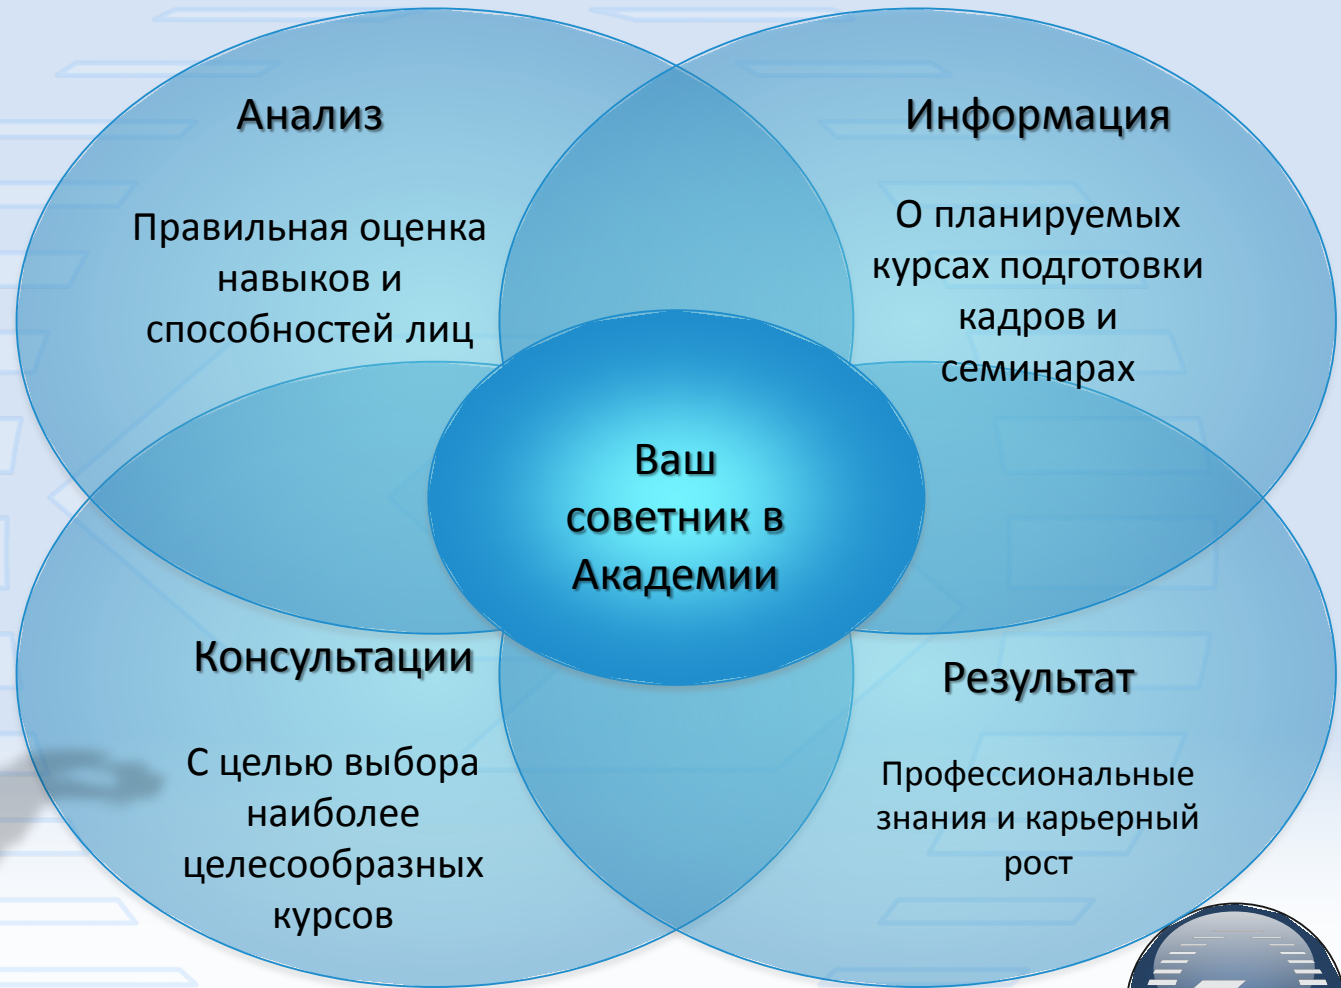 Анализ
Правильная оценка
навыков и
способностей лиц
Информация
О планируемых
курсах подготовки
кадров и
семинарах
Ваш
советник в
Академии
Консультации
С целью выбора
наиболее
целесообразных
курсов
Результат
Профессиональные
знания и карьерный
рост